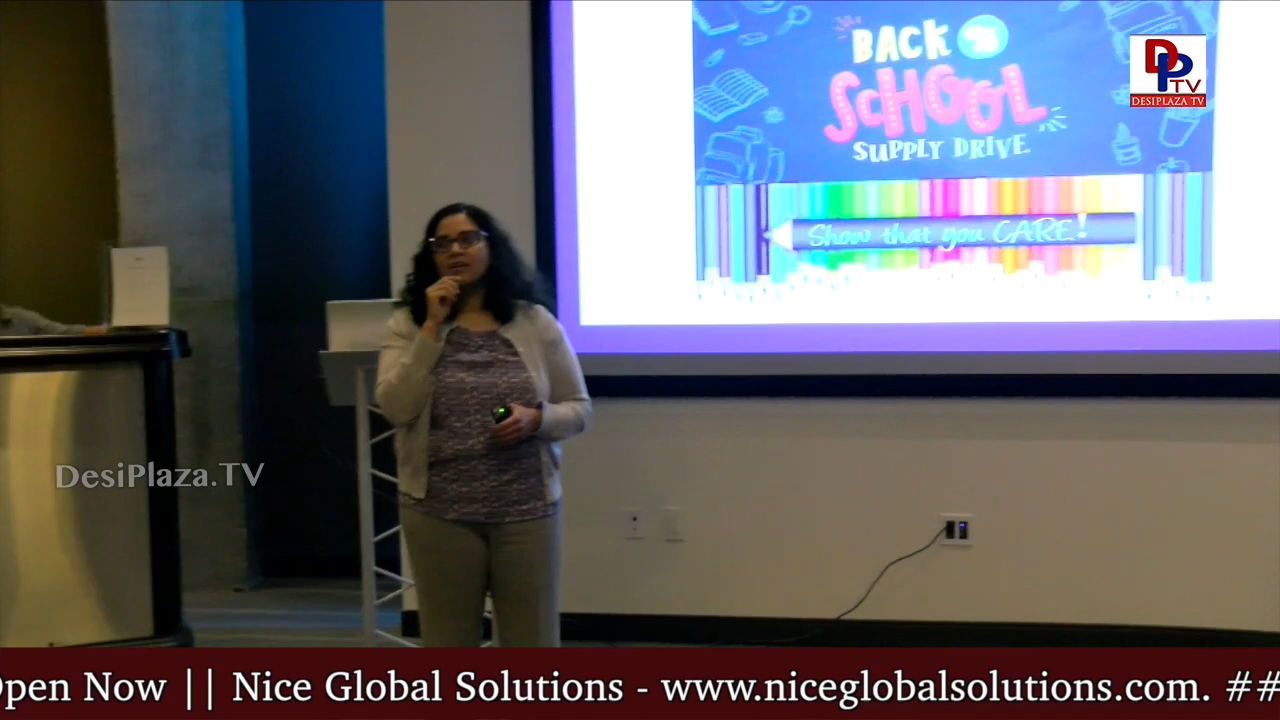 BACK
SCHOOL
SUPPLY DRIVE
Show that you CARE!
DP
TV
DESIPLAZA TV
DesiPlaza.TV
Open Now || Nice Global Solutions - www.niceglobalsolutions.com. ##